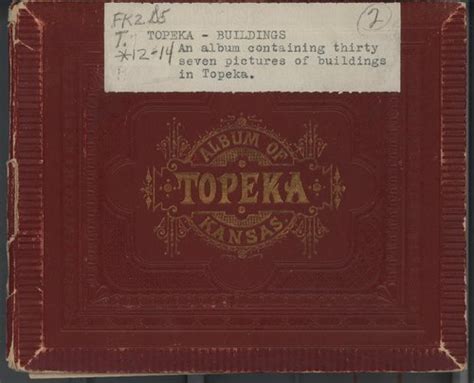 FK2 .D5
T. TOPEKA - BUILDINGS
*12-14 An album containing thirty
seven pictures of buildings
in Topeka.
2
ALBUM OF
TOPEKA
KANSAS